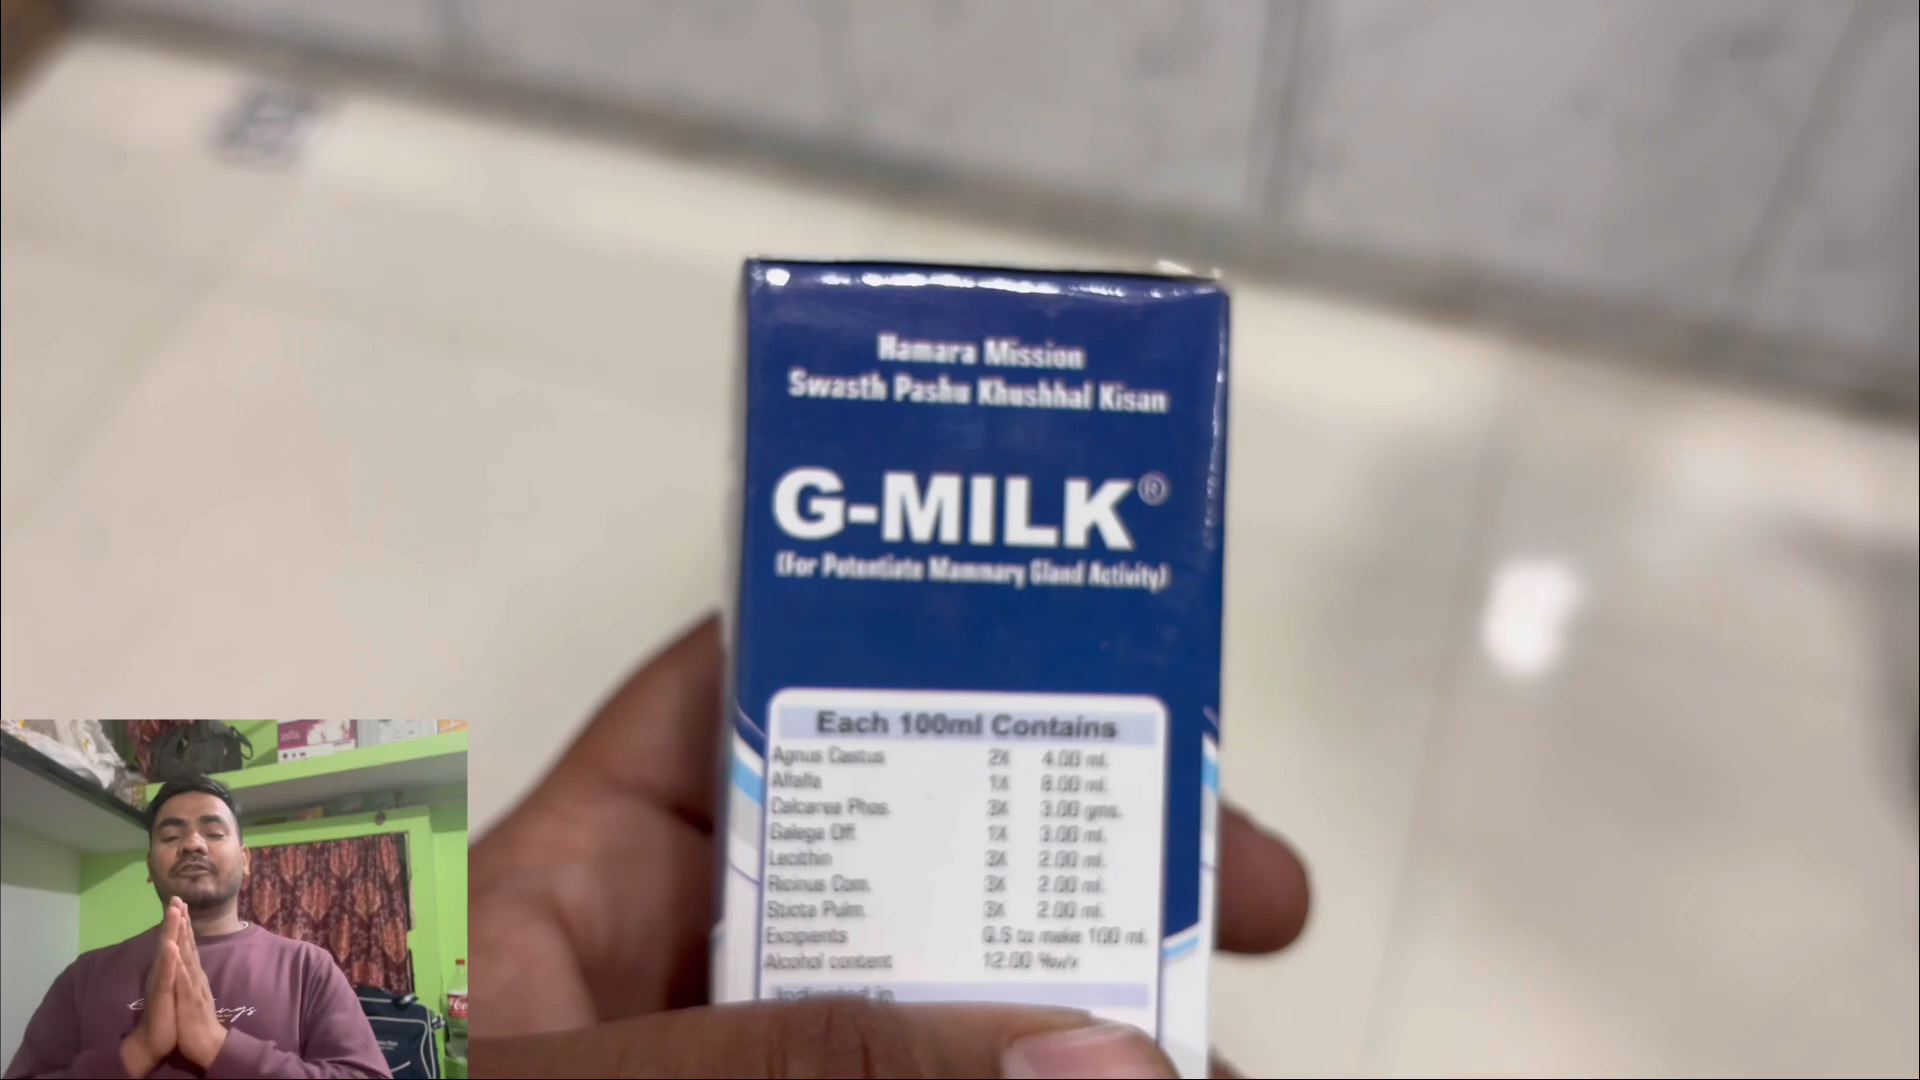 Hamara Mission
Swasth Pashu Khushhal Kisan
G-MILK®
(For Potentiate Mammary Gland Activity)
Each 100ml Contains
Agnus Castus 2X 4.00 ml.
Alfalfa 1X 8.00 ml.
Calcarea Phos. 3X 3.00 gms.
Galega Off. 1X 3.00 ml.
Lecithin 3X 2.00 ml.
Ricinus Com. 3X 2.00 ml.
Sticta Pulm. 3X 2.00 ml.
Excipients Q.S to make 100 ml.
Alcohol content 12.00 %v/v
Indicated in